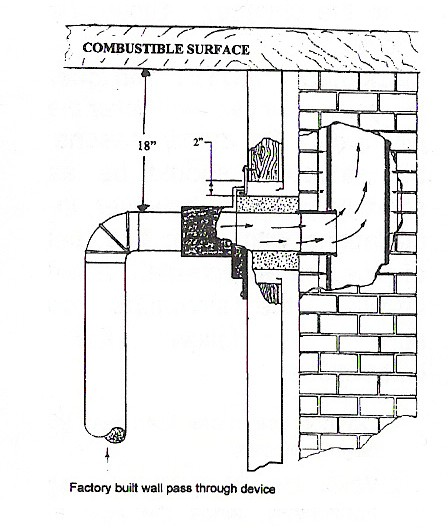 COMBUSTIBLE SURFACE
18"
2"
Factory built wall pass through device